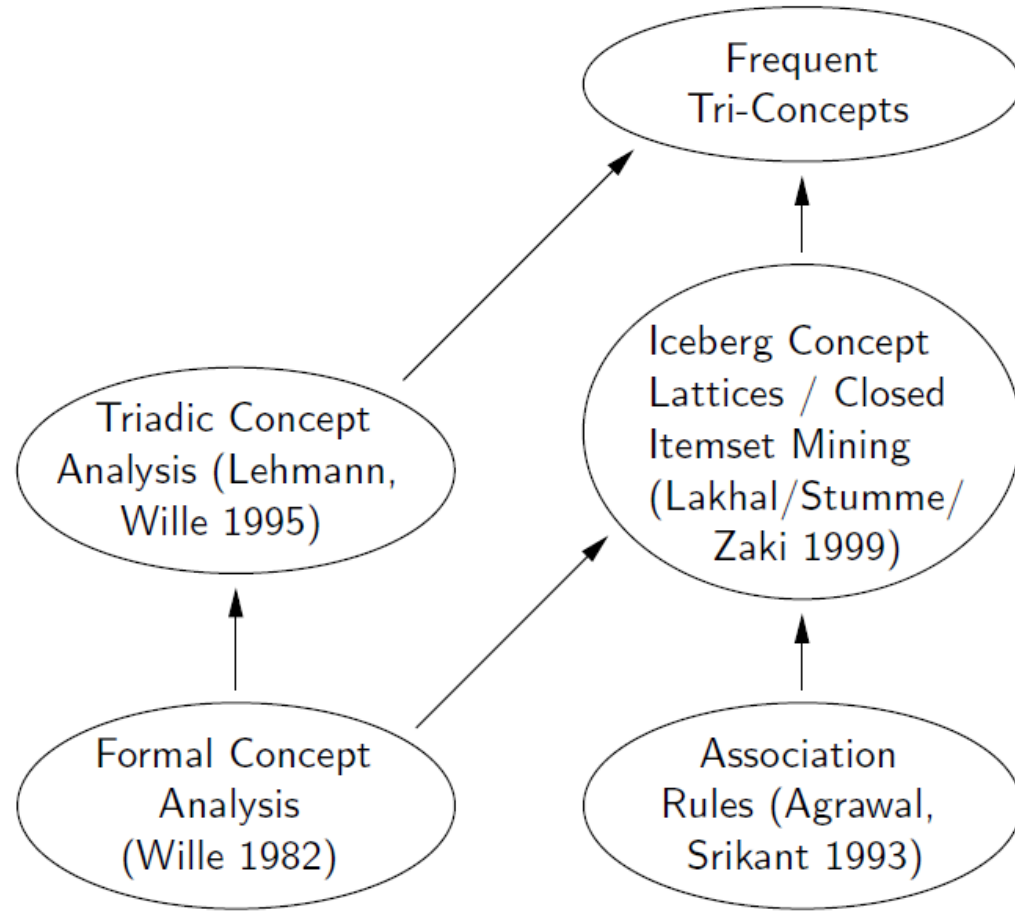 Frequent
Tri-Concepts
Iceberg Concept
Lattices / Closed
Itemset Mining
(Lakhal/Stumme/
Zaki 1999)
Triadic Concept
Analysis (Lehmann,
Wille 1995)
Formal Concept
Analysis
(Wille 1982)
Association
Rules (Agrawal,
Srikant 1993)